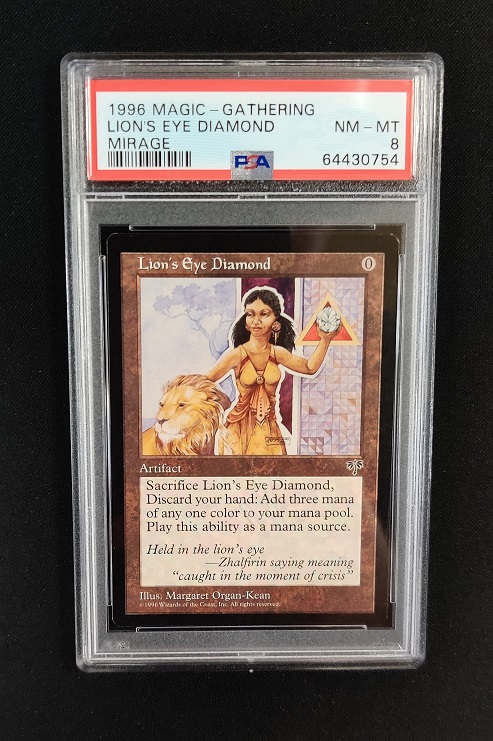 1996 MAGIC - GATHERING
LION'S EYE DIAMOND NM - MT
MIRAGE 8
PSA 64430754
Lion's Eye Diamond 0
Artifact
Sacrifice Lion's Eye Diamond,
Discard your hand: Add three mana
of any one color to your mana pool.
Play this ability as a mana source.
Held in the lion's eye
—Zhalfirin saying meaning
"caught in the moment of crisis"
Illus. Margaret Organ-Kean
©1996 Wizards of the Coast, Inc. All rights reserved.